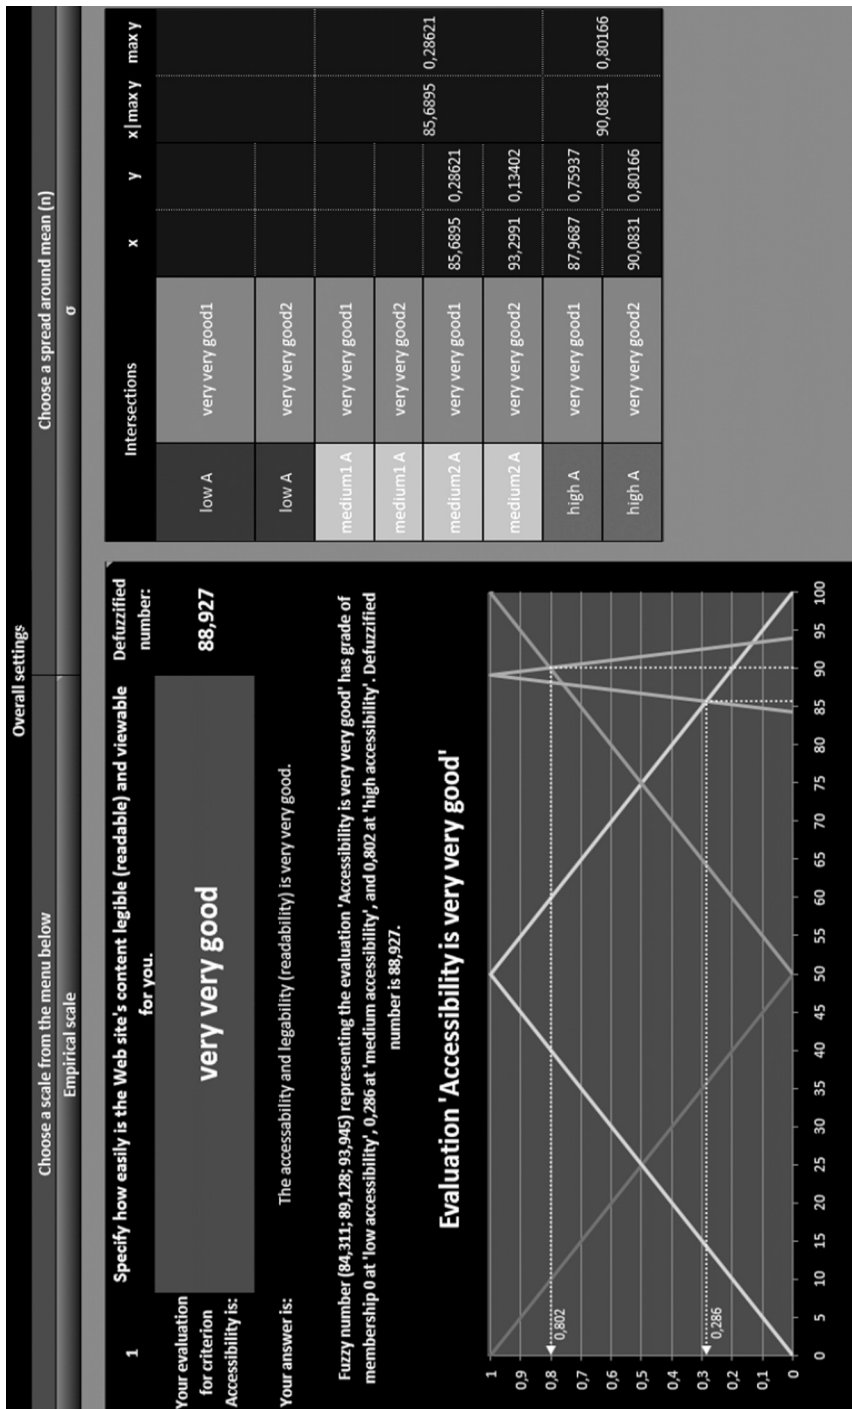 Overall settings
Choose a scale from the menu below
Choose a spread around mean (n)
Empirical scale
σ
1
Specify how easily is the Web site's content legible (readable) and viewable
for you.
Defuzzified
number:
Your evaluation
for criterion
Accessibility is:
very very good
88,927
Your answer is:
The accessability and legability (readability) is very very good.
Fuzzy number (84,311; 89,128; 93,945) representing the evaluation 'Accessibility is very very good' has grade of
membership 0 at 'low accessibility', 0,286 at 'medium accessibility', and 0,802 at 'high accessibility'. Defuzzified
number is 88,927.
Evaluation 'Accessibility is very very good'
1
0,9
0,8
0,7
0,6
0,5
0,4
0,3
0,2
0,1
0
0,802
0,286
0 5 10 15 20 25 30 35 40 45 50 55 60 65 70 75 80 85 90 95 100
Intersections x y x|max y max y
low A very very good1
low A very very good2
medium1 A very very good1
medium1 A very very good2
medium2 A very very good1 85,6895 0,28621
85,6895 0,28621
medium2 A very very good2 93,2991 0,13402
high A very very good1 87,9687 0,75937
90,0831 0,80166
high A very very good2 90,0831 0,80166